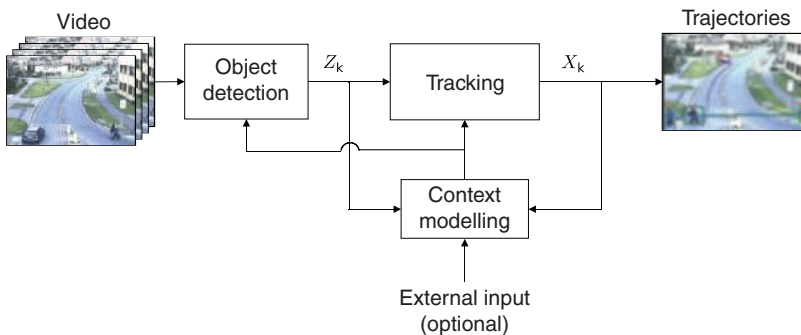 Video
Trajectories
Object
detection
Z_k
Tracking
X_k
Context
modelling
External input
(optional)